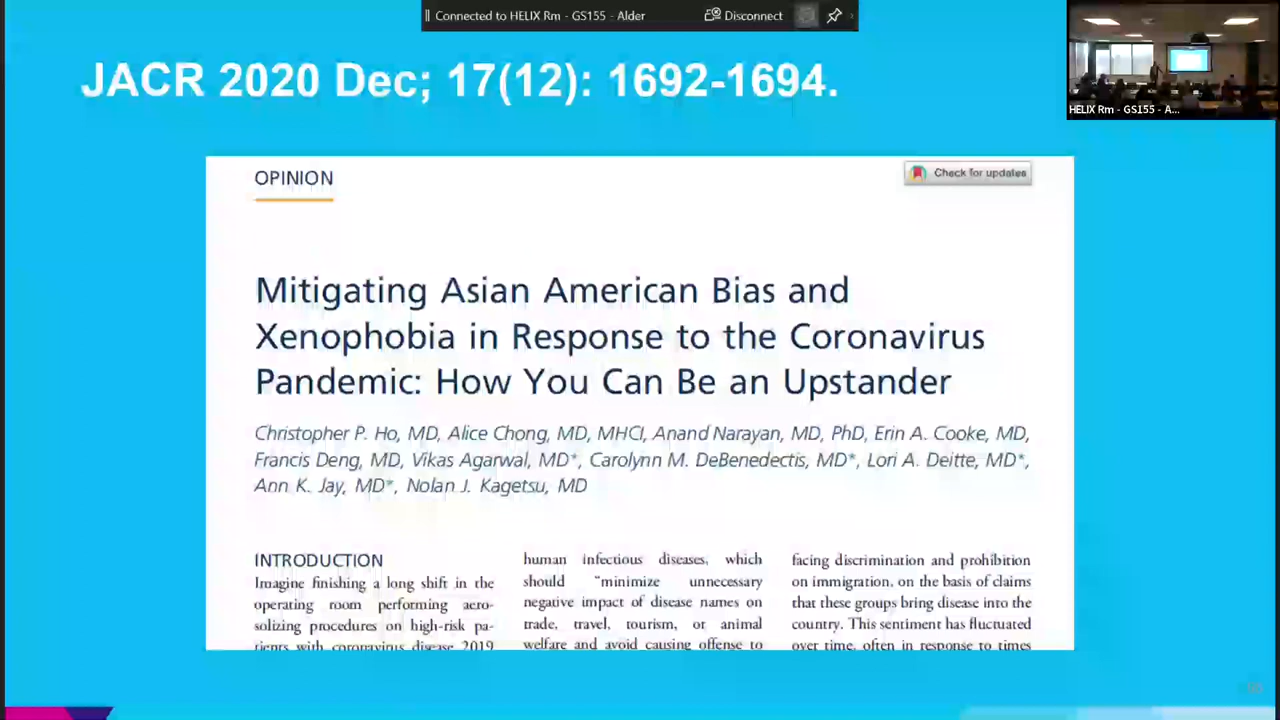 Connected to HELIX Rm - GS155 - Alder
Disconnect
HELIX Rm - GS155 - A...
JACR 2020 Dec; 17(12): 1692-1694.
OPINION
Check for updates
Mitigating Asian American Bias and
Xenophobia in Response to the Coronavirus
Pandemic: How You Can Be an Upstander
Christopher P. Ho, MD, Alice Chong, MD, MHCI, Anand Narayan, MD, PhD, Erin A. Cooke, MD,
Francis Deng, MD, Vikas Agarwal, MD*, Carolynn M. DeBenedectis, MD*, Lori A. Deitte, MD*,
Ann K. Jay, MD*, Nolan J. Kagetsu, MD
INTRODUCTION
Imagine finishing a long shift in the
operating room performing aero-
solizing procedures on high-risk pa-
tients with coronavirus disease 2019
human infectious diseases, which
should "minimize unnecessary
negative impact of disease names on
trade, travel, tourism, or animal
welfare and avoid causing offense to
facing discrimination and prohibition
on immigration, on the basis of claims
that these groups bring disease into the
country. This sentiment has fluctuated
over time, often in response to times